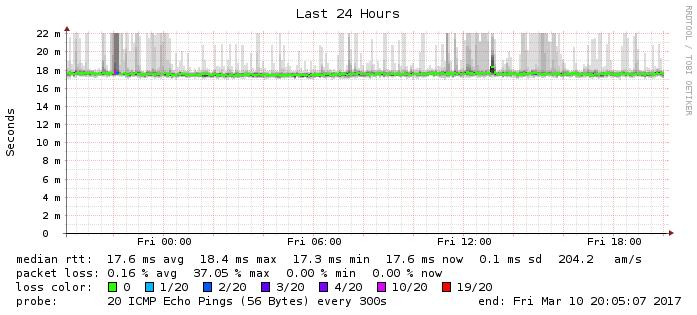 Last 24 Hours
RRDTOOL / TOBI OETIKER
Seconds
22 m
20 m
18 m
16 m
14 m
12 m
10 m
8 m
6 m
4 m
2 m
0
Fri 00:00 Fri 06:00 Fri 12:00 Fri 18:00
median rtt: 17.6 ms avg 18.4 ms max 17.3 ms min 17.6 ms now 0.1 ms sd 204.2 am/s
packet loss: 0.16 % avg 37.05 % max 0.00 % min 0.00 % now
loss color: 0 1/20 2/20 3/20 4/20 10/20 19/20
probe: 20 ICMP Echo Pings (56 Bytes) every 300s end: Fri Mar 10 20:05:07 2017